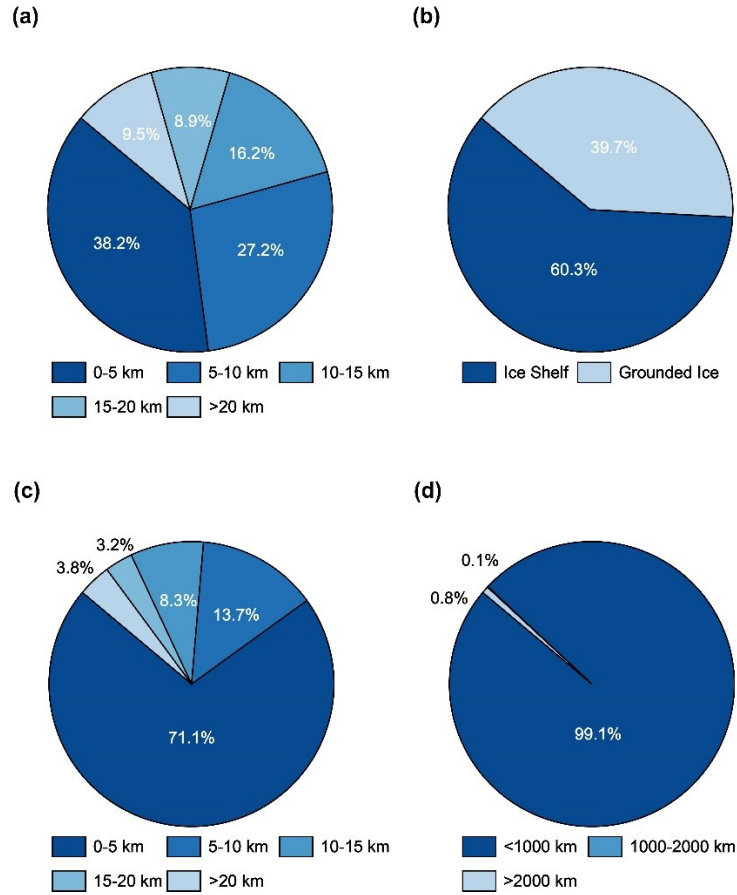 (a)
(b)
9.5%
8.9%
16.2%
38.2%
27.2%
39.7%
60.3%
0-5 km
5-10 km
10-15 km
15-20 km
>20 km
Ice Shelf
Grounded Ice
(c)
(d)
3.8%
3.2%
8.3%
13.7%
71.1%
0.1%
0.8%
99.1%
0-5 km
5-10 km
10-15 km
15-20 km
>20 km
<1000 km
1000-2000 km
>2000 km